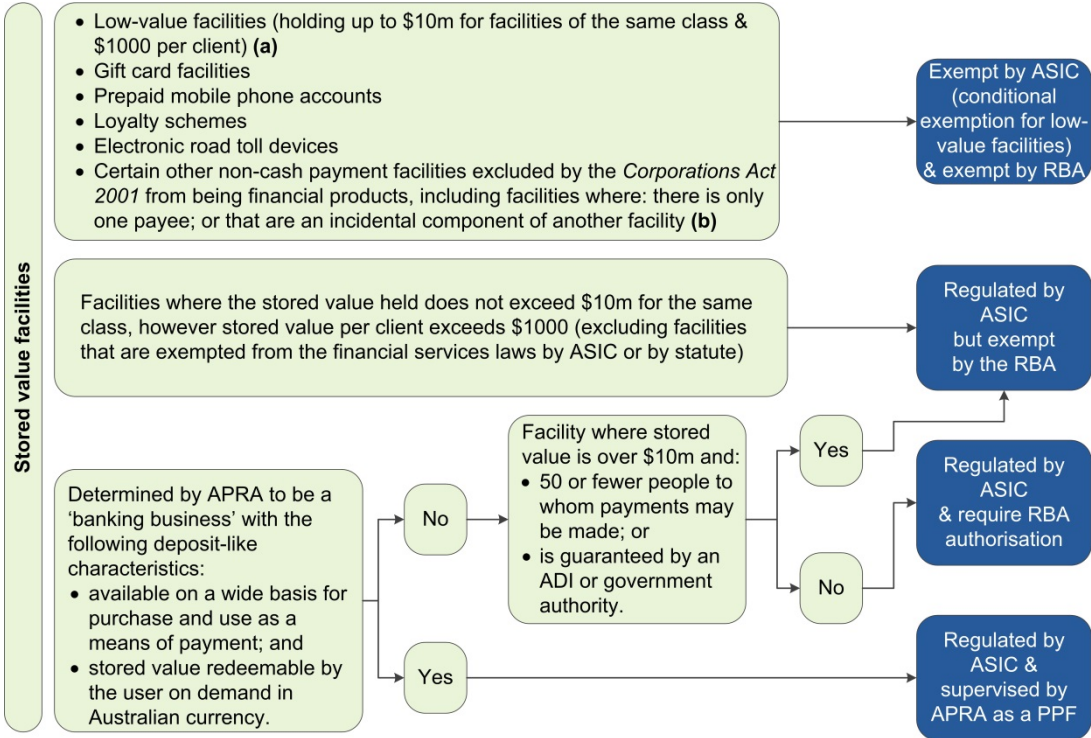 Stored value facilities
• Low-value facilities (holding up to $10m for facilities of the same class &
$1000 per client) (a)
• Gift card facilities
• Prepaid mobile phone accounts
• Loyalty schemes
• Electronic road toll devices
• Certain other non-cash payment facilities excluded by the Corporations Act
2001 from being financial products, including facilities where: there is only
one payee; or that are an incidental component of another facility (b)
Exempt by ASIC
(conditional
exemption for low-
value facilities)
& exempt by RBA
Facilities where the stored value held does not exceed $10m for the same
class, however stored value per client exceeds $1000 (excluding facilities
that are exempted from the financial services laws by ASIC or by statute)
Regulated by
ASIC
but exempt
by the RBA
Determined by APRA to be a
‘banking business’ with the
following deposit-like
characteristics:
• available on a wide basis for
purchase and use as a
means of payment; and
• stored value redeemable by
the user on demand in
Australian currency.
No
Facility where stored
value is over $10m and:
• 50 or fewer people to
whom payments may
be made; or
• is guaranteed by an
ADI or government
authority.
Yes
No
Regulated by
ASIC
& require RBA
authorisation
Yes
Regulated by
ASIC &
supervised by
APRA as a PPF